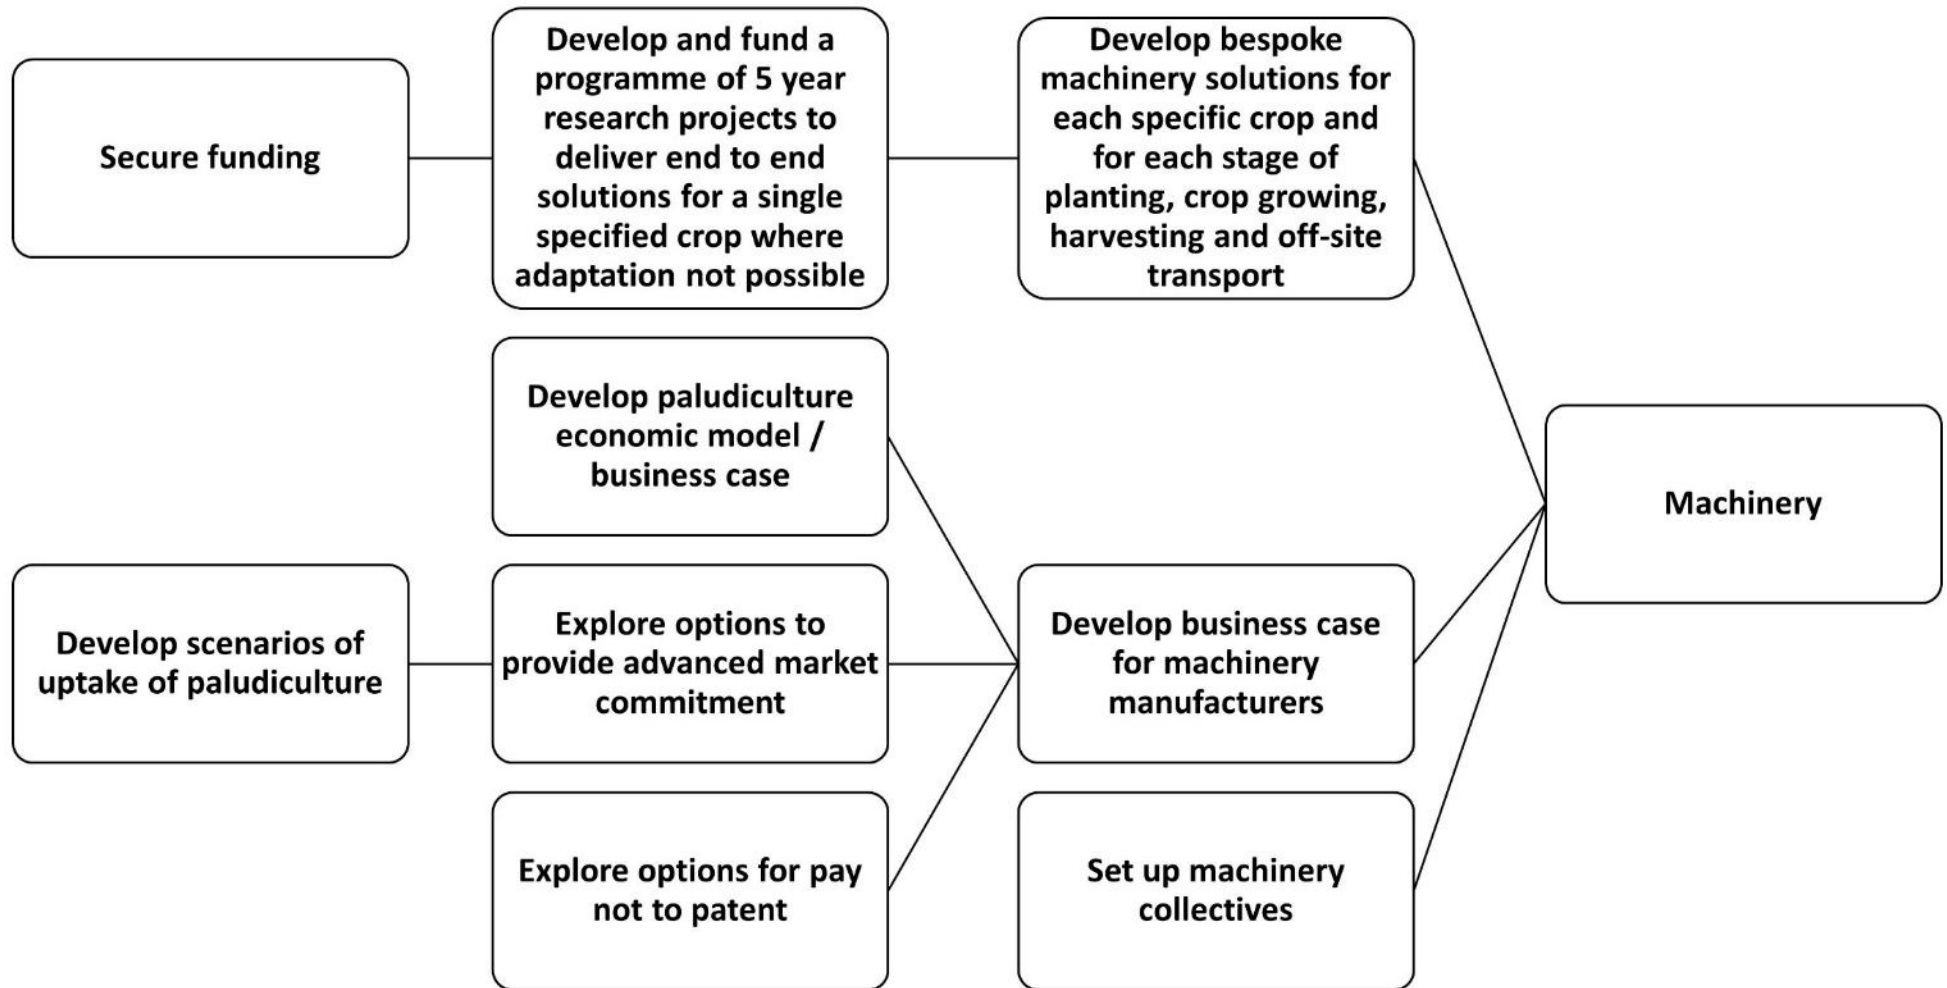 Secure funding
Develop and fund a
programme of 5 year
research projects to
deliver end to end
solutions for a single
specified crop where
adaptation not possible
Develop bespoke
machinery solutions for
each specific crop and
for each stage of
planting, crop growing,
harvesting and off-site
transport
Develop paludiculture
economic model /
business case
Machinery
Develop scenarios of
uptake of paludiculture
Explore options to
provide advanced market
commitment
Develop business case
for machinery
manufacturers
Explore options for pay
not to patent
Set up machinery
collectives